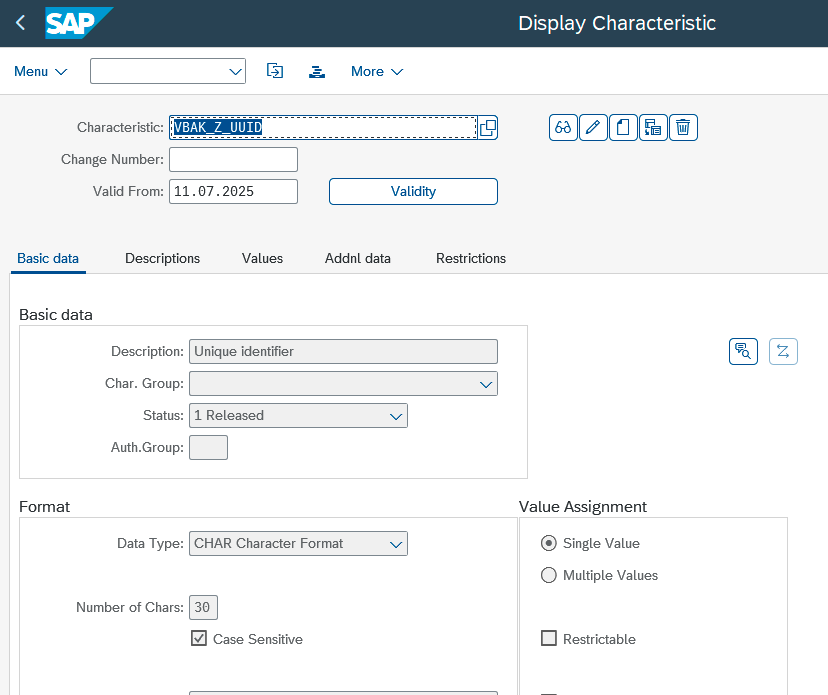 SAP Display Characteristic
Menu More
Characteristic: VBAK_Z_UUID
Change Number:
Valid From: 11.07.2025 Validity
Basic data Descriptions Values Addnl data Restrictions
Basic data
Description: Unique identifier
Char. Group:
Status: 1 Released
Auth.Group:
Format Value Assignment
Data Type: CHAR Character Format Single Value
Multiple Values
Number of Chars: 30
Case Sensitive Restrictable